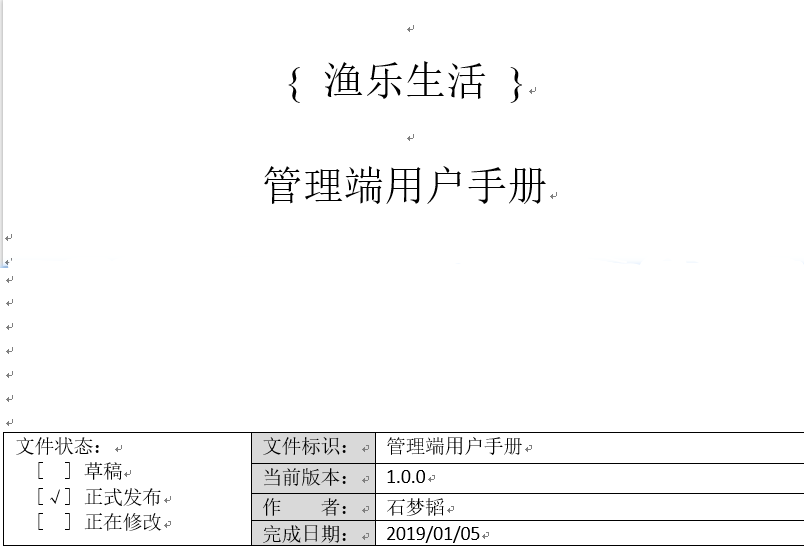 { 渔乐生活 }
管理端用户手册
文件状态：
[ ] 草稿
[√] 正式发布
[ ] 正在修改
文件标识： 管理端用户手册
当前版本： 1.0.0
作 者： 石梦韬
完成日期： 2019/01/05